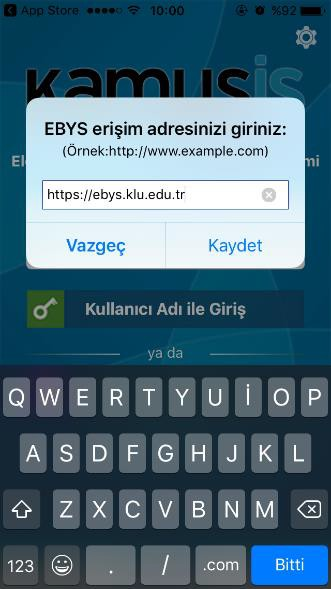 App Store 10:00 %92
Kamusis
EBYS erişim adresinizi giriniz:
(Örnek:http://www.example.com)
https://ebys.klu.edu.tr
Vazgeç Kaydet
Kullanıcı Adı ile Giriş
ya da
Q W E R T Y U İ O P
A S D F G H J K L
Z X C V B N M
123 . / .com Bitti